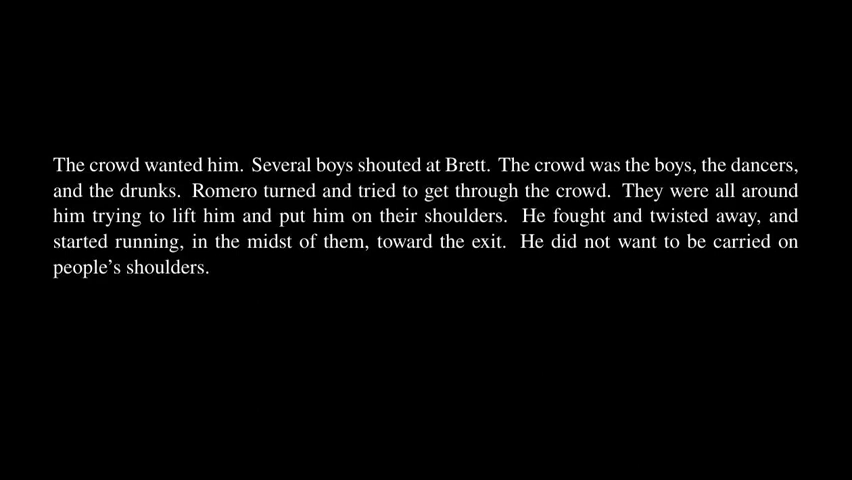 The crowd wanted him. Several boys shouted at Brett. The crowd was the boys, the dancers,
and the drunks. Romero turned and tried to get through the crowd. They were all around
him trying to lift him and put him on their shoulders. He fought and twisted away, and
started running, in the midst of them, toward the exit. He did not want to be carried on
people’s shoulders.